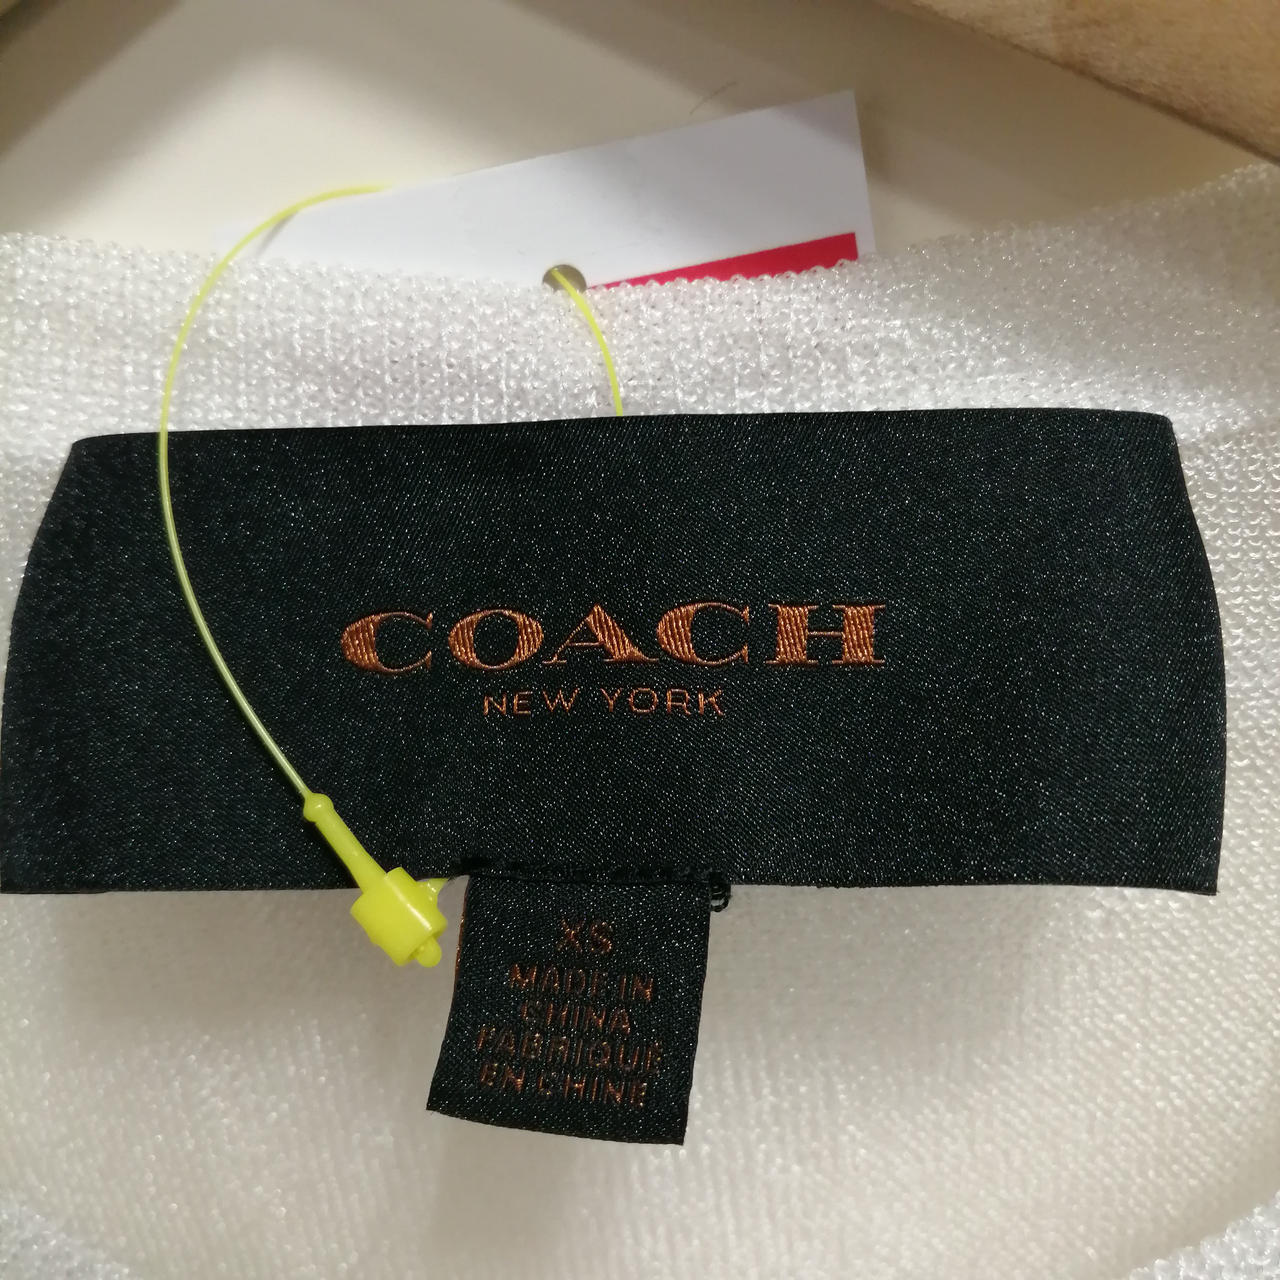 COACH
NEW YORK
XS
MADE IN
CHINA
FABRIQUE
EN CHINE